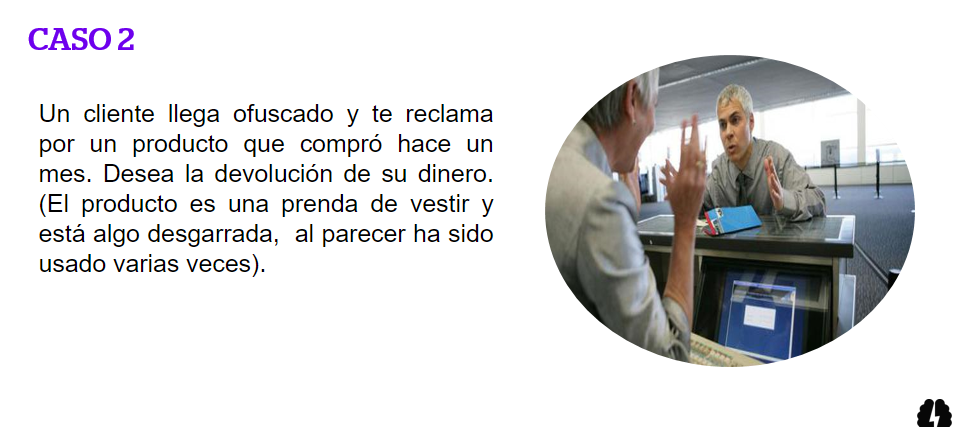 CASO 2
Un cliente llega ofuscado y te reclama
por un producto que compró hace un
mes. Desea la devolución de su dinero.
(El producto es una prenda de vestir y
está algo desgarrada,  al parecer ha sido
usado varias veces).